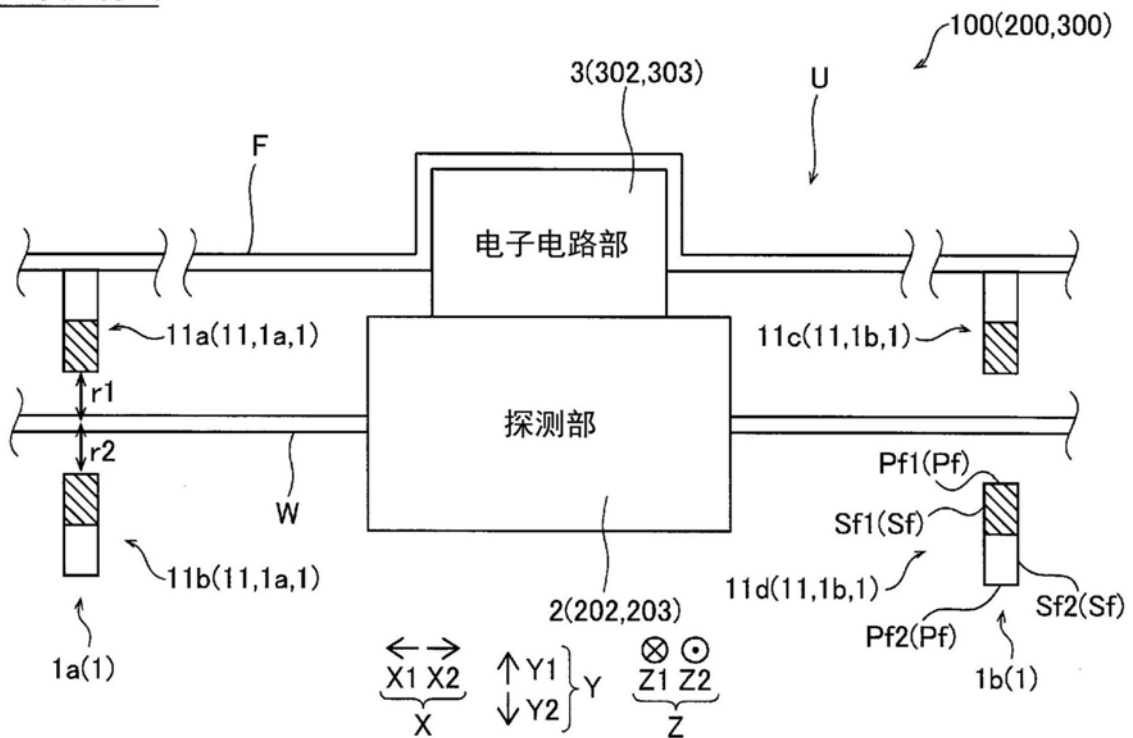 100(200,300)
3(302,303)
U
F
电子电路部
11a(11,1a,1)
11c(11,1b,1)
r1
探测部
r2
Pf1(Pf)
W
Sf1(Sf)
11b(11,1a,1)
11d(11,1b,1)
Sf2(Sf)
2(202,203)
Pf2(Pf)
1a(1)
1b(1)
X1 X2
X
Y1
Y
Y2
Z1 Z2
Z